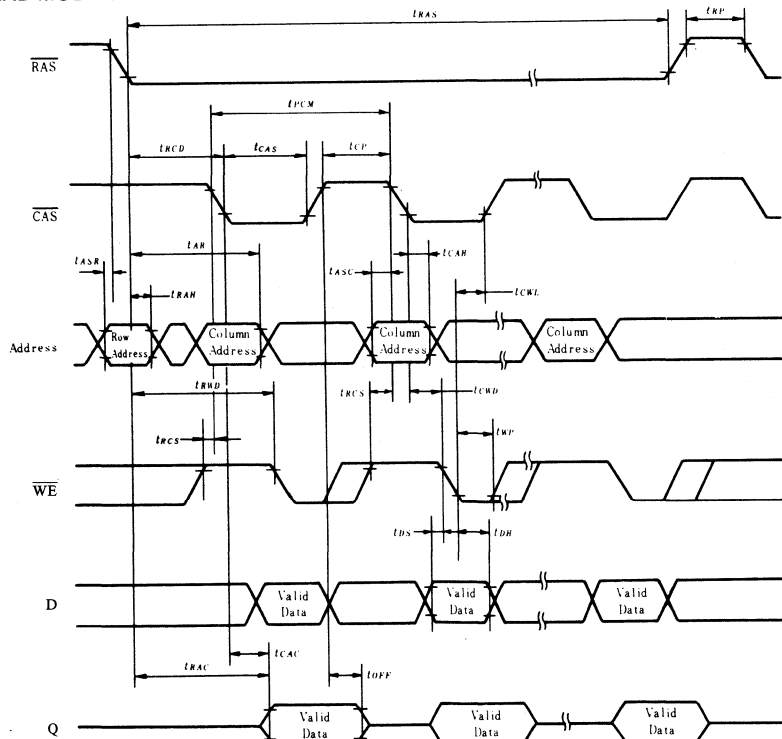 tRAS
tRP
RAS
tPCM
tRCD
tCAS
tCP
CAS
tAR
tCAH
tASR
tASC
tRAH
tCWL
Address
Row Address
Column Address
Column Address
Column Address
tRWD
tRCS
tCWD
tRCS
tWP
WE
tDS
tDH
D
Valid Data
Valid Data
Valid Data
tCAC
tRAC
tOFF
Q
Valid Data
Valid Data
Valid Data